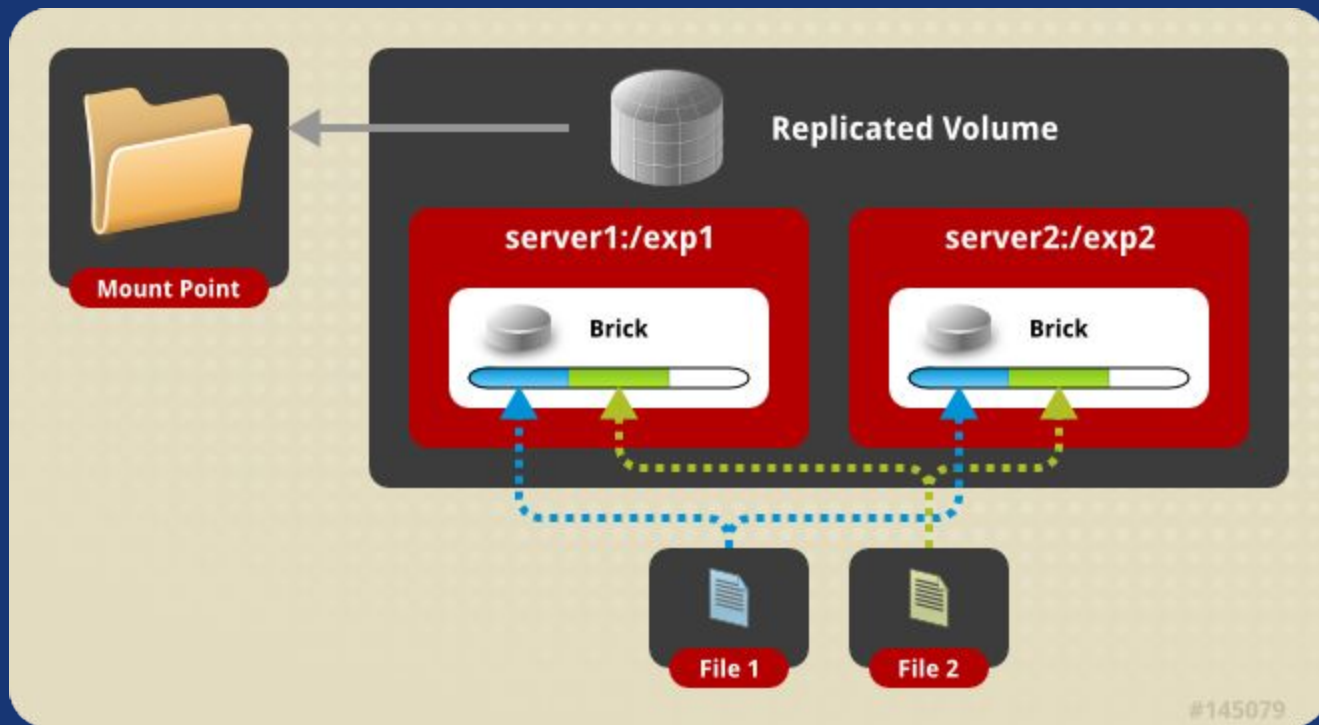 Replicated Volume
server1:/exp1
server2:/exp2
Mount Point
Brick
Brick
File 1
File 2
#145079